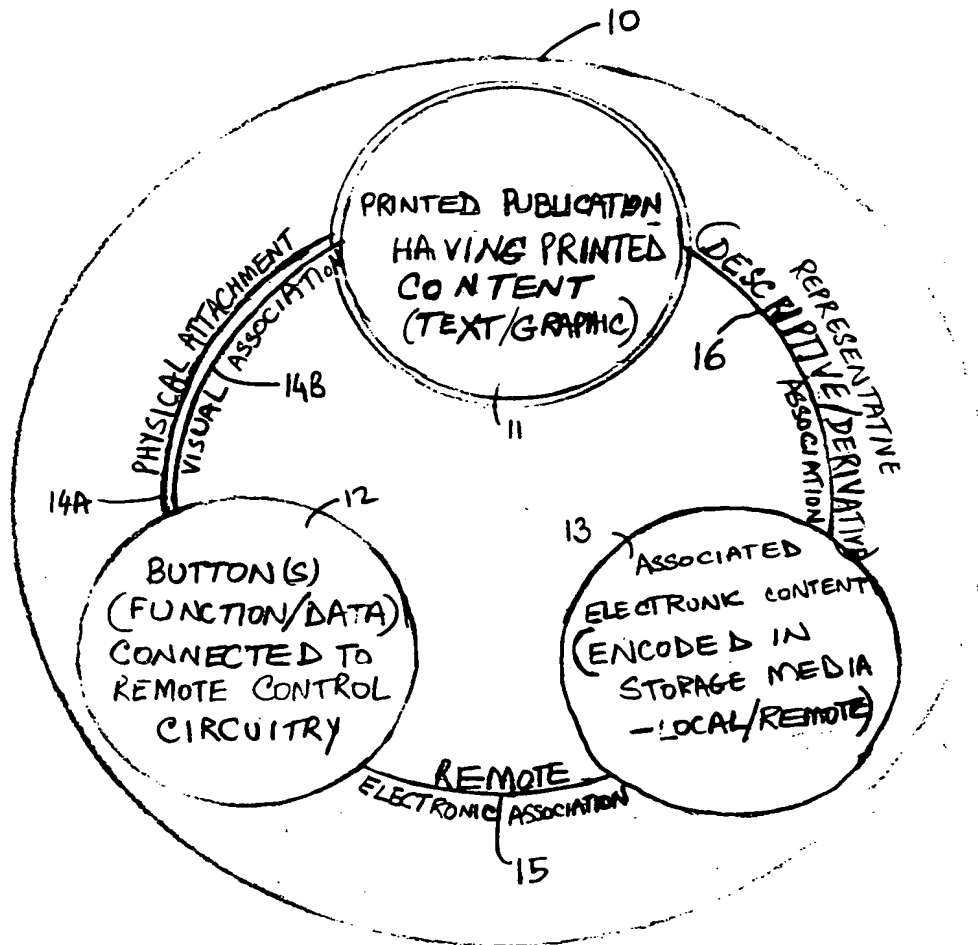 10
PRINTED PUBLICATION
HAVING PRINTED
CONTENT
(TEXT/GRAPHIC)
11
PHYSICAL ATTACHMENT
VISUAL ASSOCIATION
14A
14B
(DESCRIPTIVE/DERIVATIVE)
REPRESENTATIVE
ASSOCIATION
16
12
BUTTON(S)
(FUNCTION/DATA)
CONNECTED TO
REMOTE CONTROL
CIRCUITRY
13
ASSOCIATED
ELECTRUNK CONTENT
(ENCODED IN
STORAGE MEDIA
-LOCAL/REMOTE)
REMOTE
ELECTRONIC ASSOCIATION
15